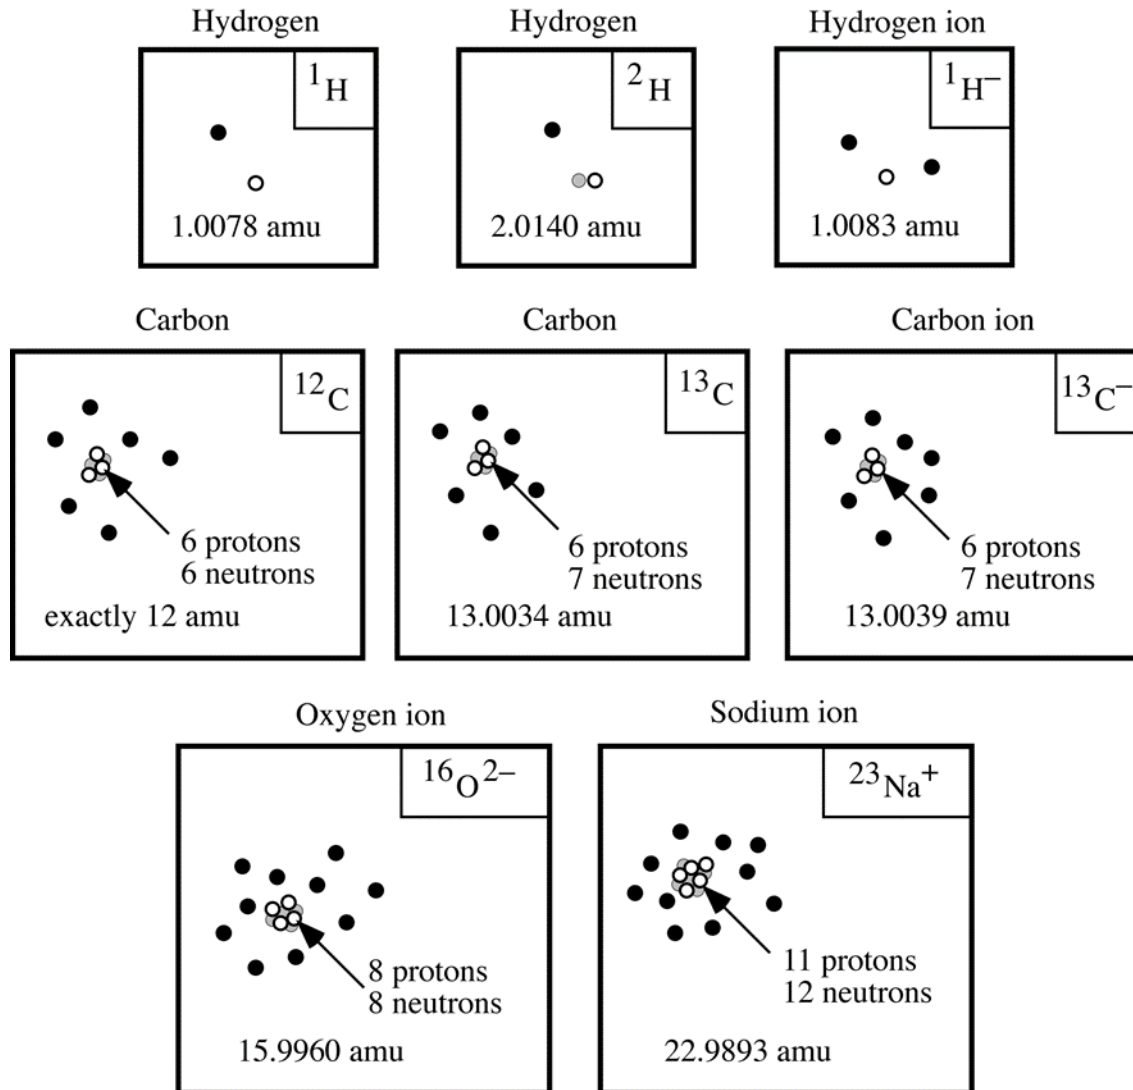 Hydrogen
¹H
1.0078 amu
Hydrogen
²H
2.0140 amu
Hydrogen ion
¹H⁻
1.0083 amu
Carbon
¹²C
6 protons
6 neutrons
exactly 12 amu
Carbon
¹³C
6 protons
7 neutrons
13.0034 amu
Carbon ion
¹³C⁻
6 protons
7 neutrons
13.0039 amu
Oxygen ion
¹⁶O²⁻
8 protons
8 neutrons
15.9960 amu
Sodium ion
²³Na⁺
11 protons
12 neutrons
22.9893 amu